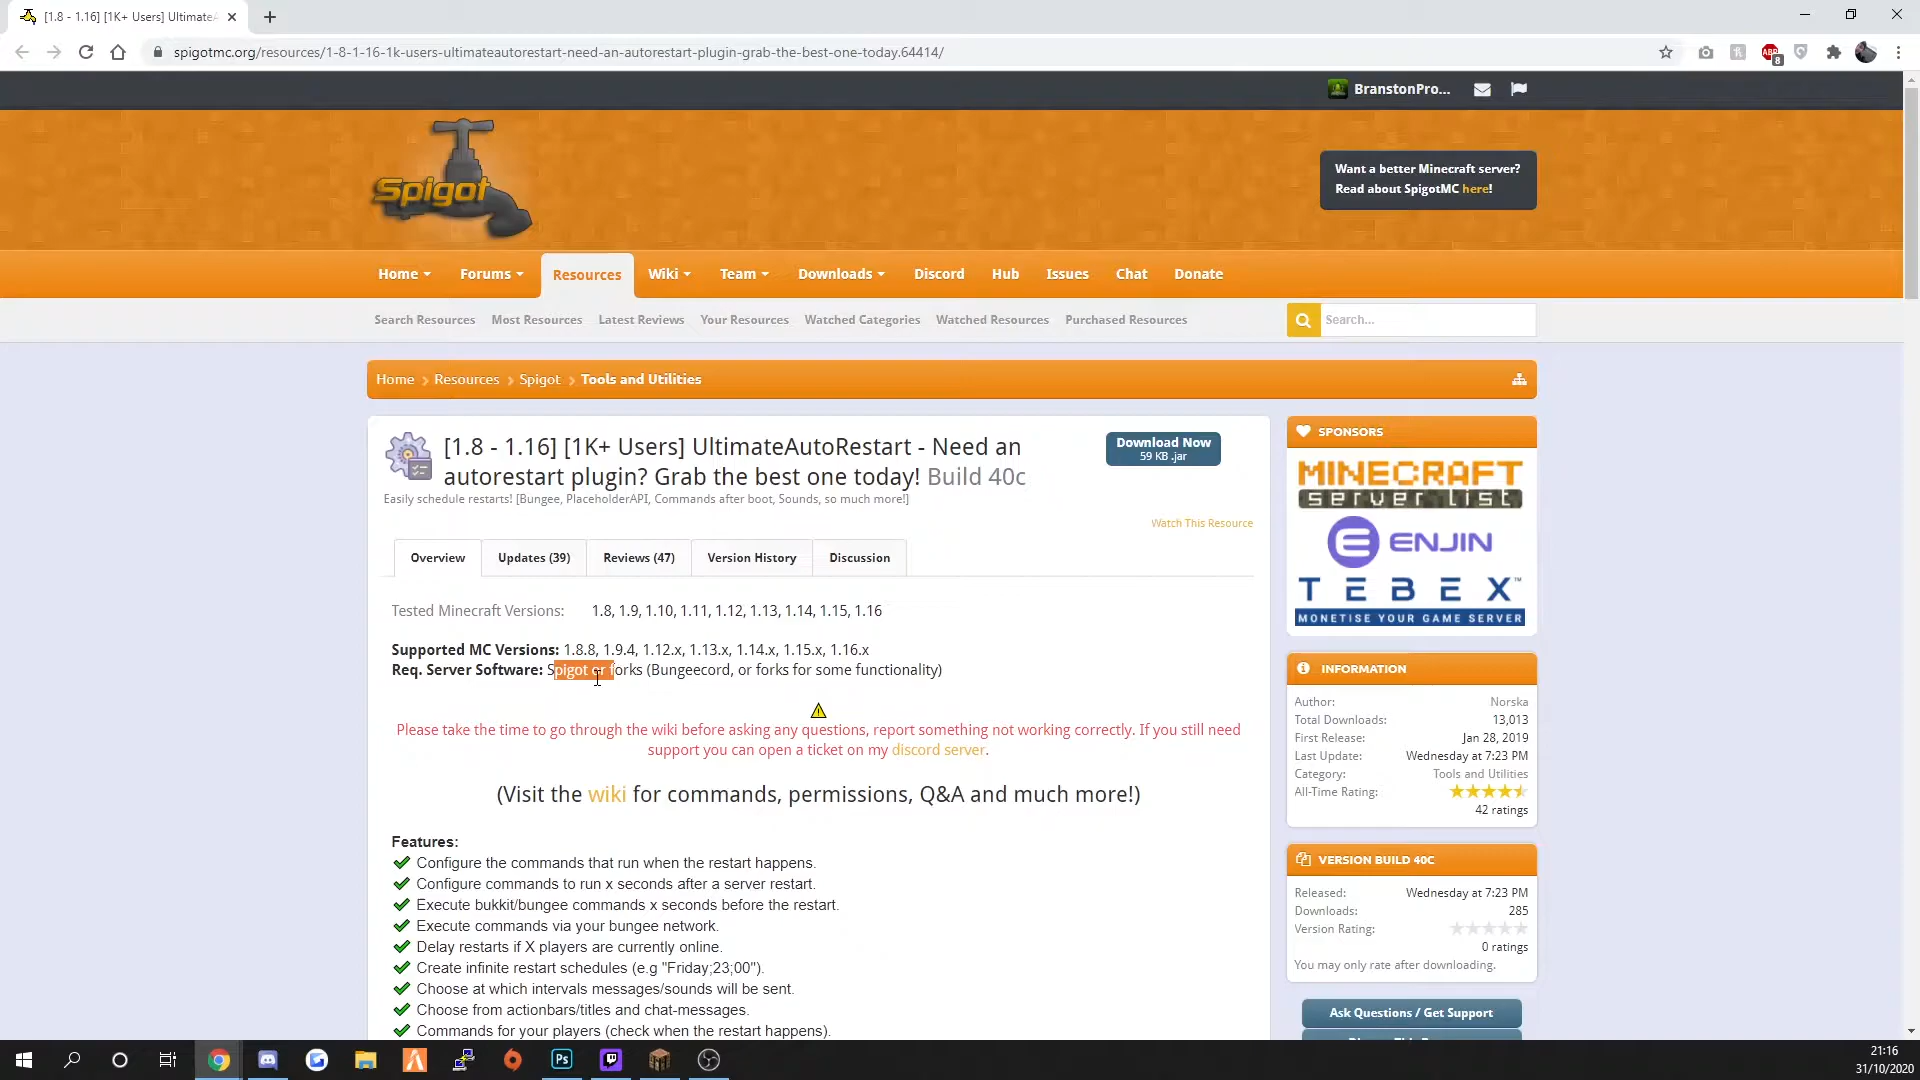 [1.8 - 1.16] [1K+ Users] UltimateA
spigotmc.org/resources/1-8-1-16-1k-users-ultimateautorestart-need-an-autorestart-plugin-grab-the-best-one-today.64414/
ABP
8
BranstonPro...
Spigot
Want a better Minecraft server?
Read about SpigotMC here!
Home Forums Resources Wiki Team Downloads Discord Hub Issues Chat Donate
Search Resources Most Resources Latest Reviews Your Resources Watched Categories Watched Resources Purchased Resources
Search...
Home Resources Spigot Tools and Utilities
[1.8 - 1.16] [1K+ Users] UltimateAutoRestart - Need an
autorestart plugin? Grab the best one today! Build 40c
Easily schedule restarts! [Bungee, PlaceholderAPI, Commands after boot, Sounds, so much more!]
Download Now
59 KB .jar
Watch This Resource
Overview Updates (39) Reviews (47) Version History Discussion
Tested Minecraft Versions: 1.8, 1.9, 1.10, 1.11, 1.12, 1.13, 1.14, 1.15, 1.16
Supported MC Versions: 1.8.8, 1.9.4, 1.12.x, 1.13.x, 1.14.x, 1.15.x, 1.16.x
Req. Server Software: Spigot or forks (Bungeecord, or forks for some functionality)
Please take the time to go through the wiki before asking any questions, report something not working correctly. If you still need
support you can open a ticket on my discord server.
(Visit the wiki for commands, permissions, Q&A and much more!)
Features:
Configure the commands that run when the restart happens.
Configure commands to run x seconds after a server restart.
Execute bukkit/bungee commands x seconds before the restart.
Execute commands via your bungee network.
Delay restarts if X players are currently online.
Create infinite restart schedules (e.g "Friday;23;00").
Choose at which intervals messages/sounds will be sent.
Choose from actionbars/titles and chat-messages.
Commands for your players (check when the restart happens).
SPONSORS
MINECRAFT
server list
ENJIN
TEBEX™
MONETISE YOUR GAME SERVER
INFORMATION
Author: Norska
Total Downloads: 13,013
First Release: Jan 28, 2019
Last Update: Wednesday at 7:23 PM
Category: Tools and Utilities
All-Time Rating:
42 ratings
VERSION BUILD 40C
Released: Wednesday at 7:23 PM
Downloads: 285
Version Rating:
0 ratings
You may only rate after downloading.
Ask Questions / Get Support
Ps
21:16
31/10/2020